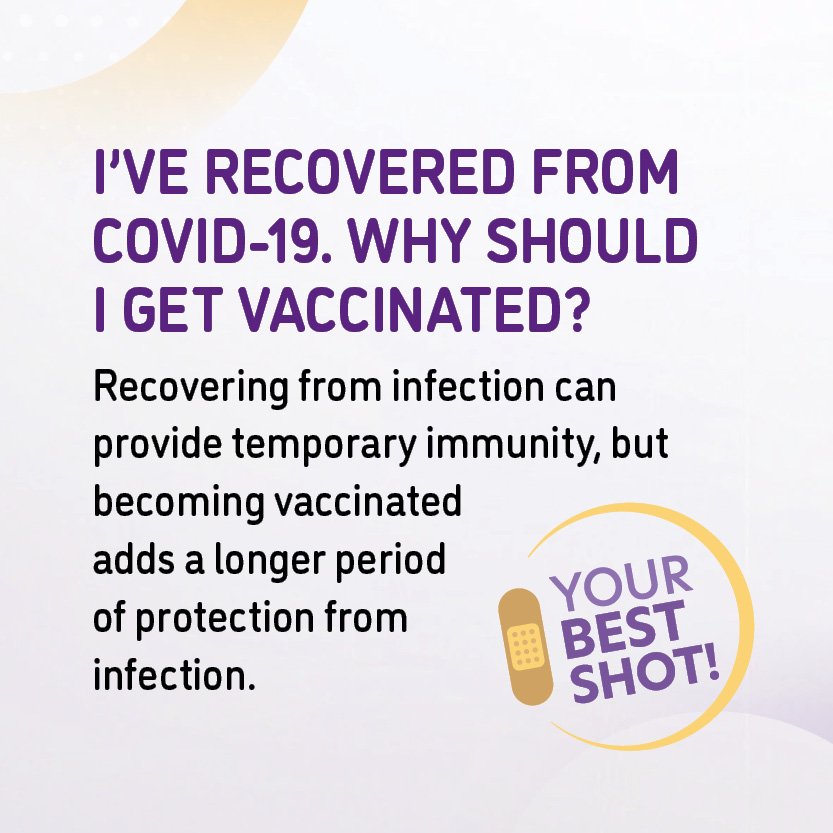 I'VE RECOVERED FROM
COVID-19. WHY SHOULD
I GET VACCINATED?
Recovering from infection can
provide temporary immunity, but
becoming vaccinated
adds a longer period
of protection from
infection.
YOUR
BEST
SHOT!